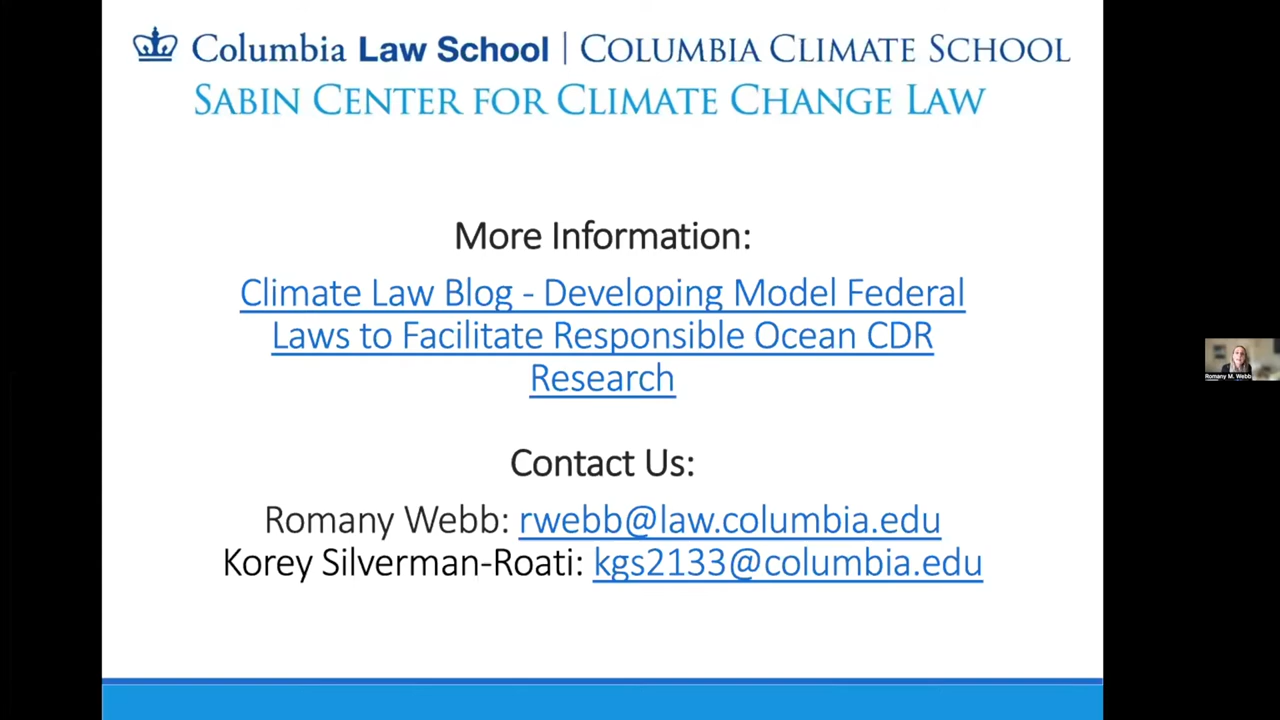 Columbia Law School | COLUMBIA CLIMATE SCHOOL
SABIN CENTER FOR CLIMATE CHANGE LAW
More Information:
Climate Law Blog - Developing Model Federal
Laws to Facilitate Responsible Ocean CDR
Research
Romany M. Webb
Contact Us:
Romany Webb: rwebb@law.columbia.edu
Korey Silverman-Roati: kgs2133@columbia.edu